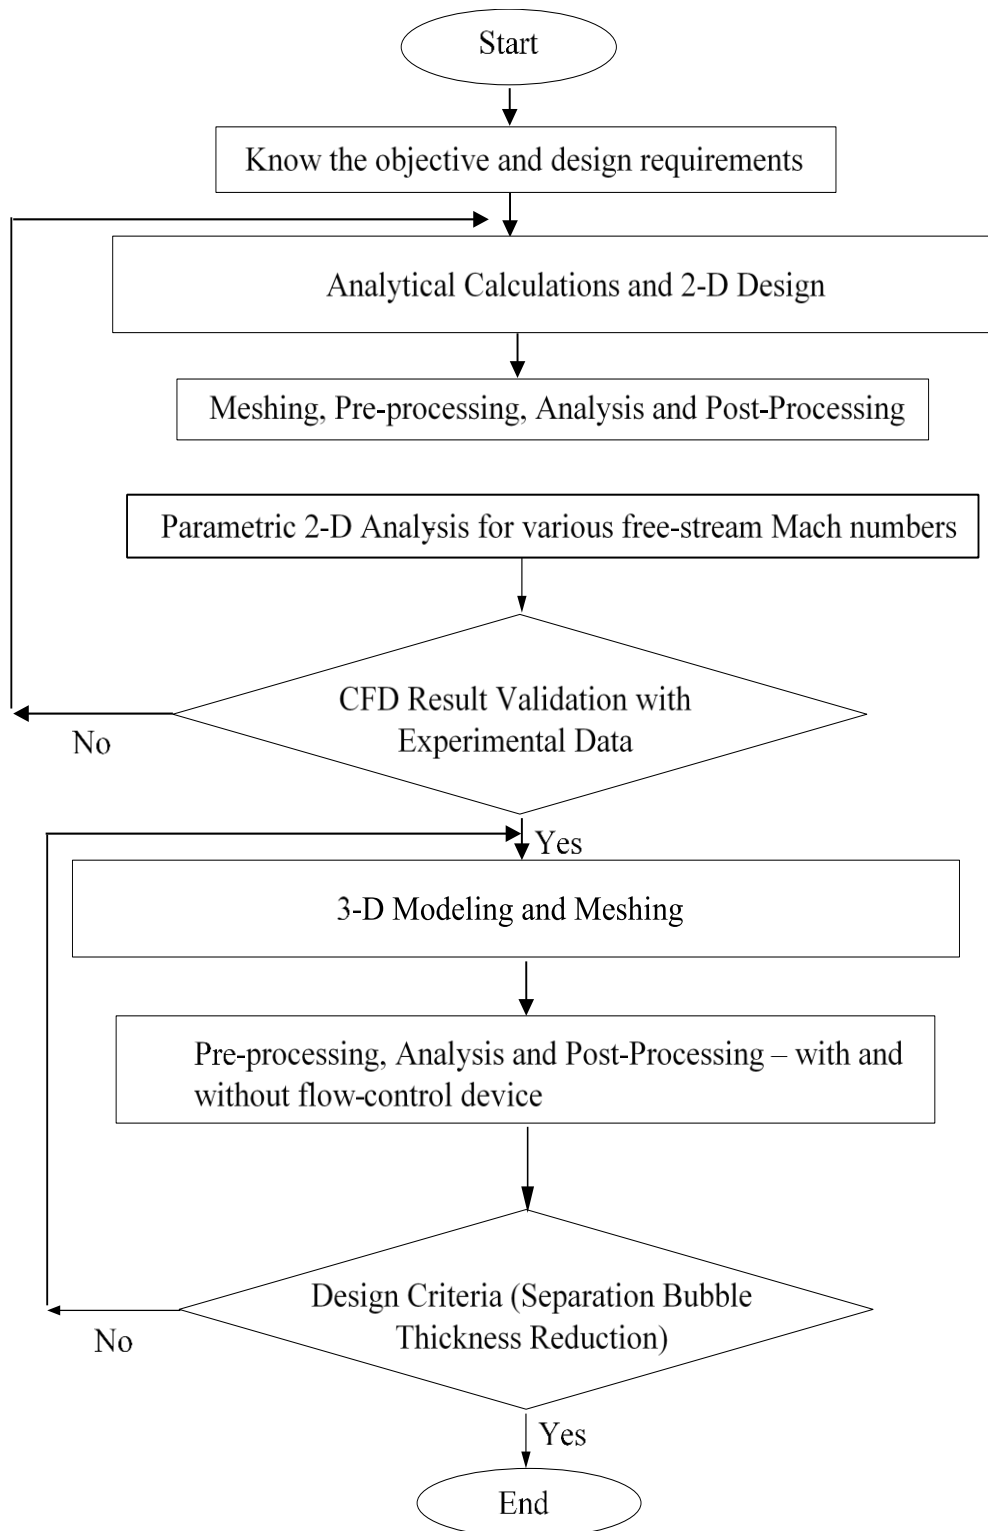 Start
Know the objective and design requirements
Analytical Calculations and 2-D Design
Meshing, Pre-processing, Analysis and Post-Processing
Parametric 2-D Analysis for various free-stream Mach numbers
CFD Result Validation with
Experimental Data
No
Yes
3-D Modeling and Meshing
Pre-processing, Analysis and Post-Processing – with and
without flow-control device
Design Criteria (Separation Bubble
Thickness Reduction)
No
Yes
End